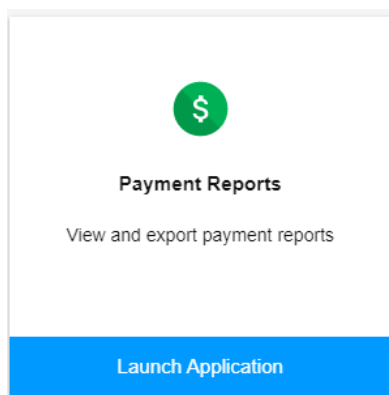 $
Payment Reports
View and export payment reports
Launch Application